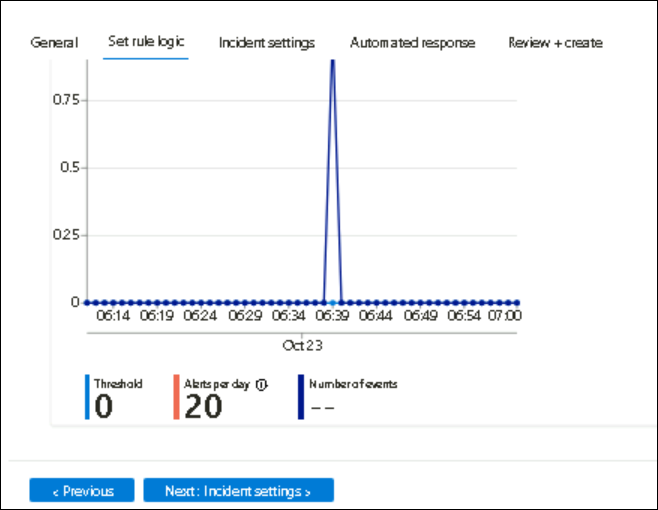 General Set rule logic Incident settings Automated response Review + create
0.75
0.5
0.25
0
06:14 06:19 06:24 06:29 06:34 06:39 06:44 06:49 06:54 07:00
Oct 23
Threshold Alerts per day Number of events
0 20 --
< Previous Next: Incident settings >